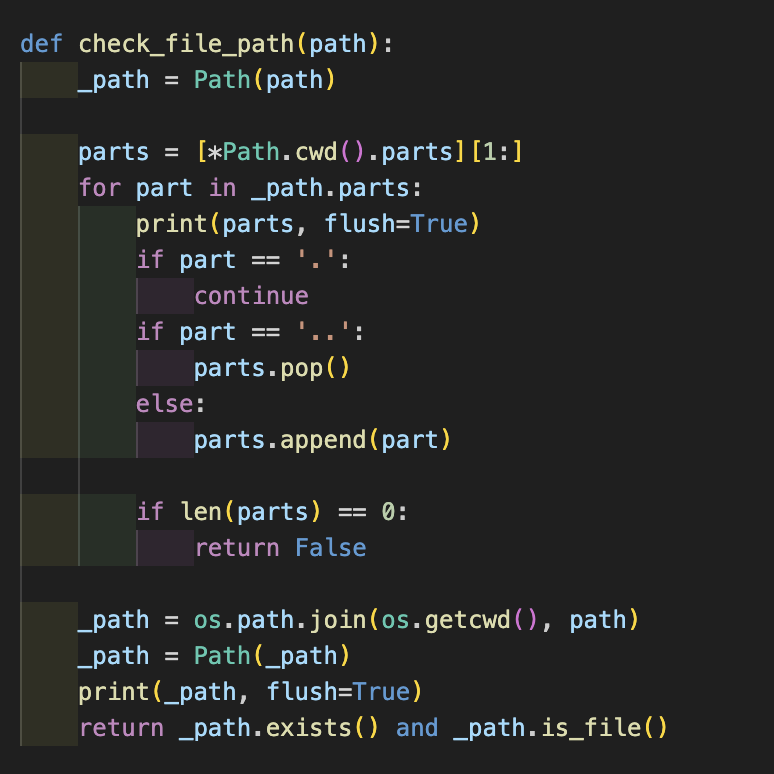 def check_file_path(path):
    _path = Path(path)

    parts = [*Path.cwd().parts][1:]
    for part in _path.parts:
        print(parts, flush=True)
        if part == '.':
            continue
        if part == '..':
            parts.pop()
        else:
            parts.append(part)

        if len(parts) == 0:
            return False

    _path = os.path.join(os.getcwd(), path)
    _path = Path(_path)
    print(_path, flush=True)
    return _path.exists() and _path.is_file()